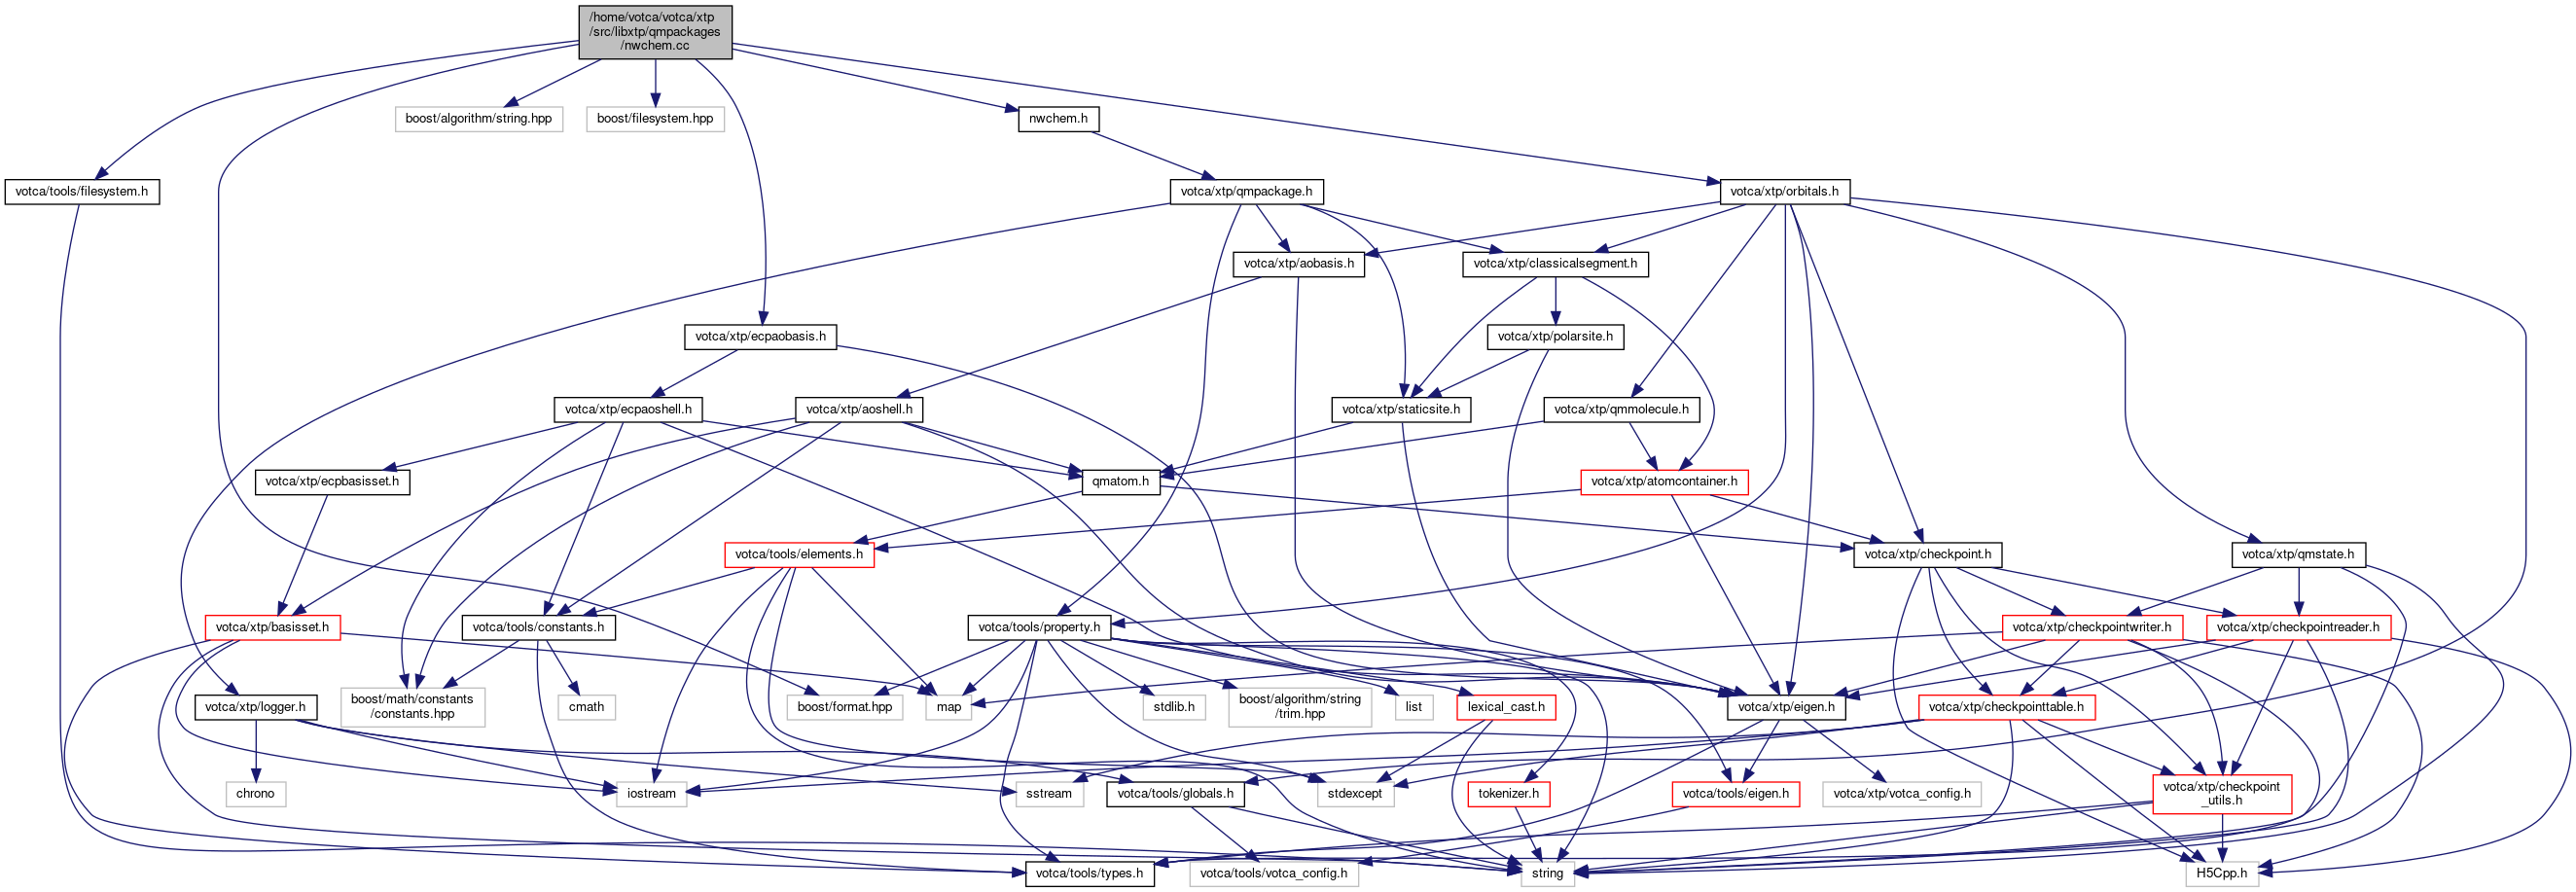 /home/votca/votca/xtp
/src/libxtp/qmpackages
/nwchem.cc
boost/algorithm/string.hpp
boost/filesystem.hpp
nwchem.h
votca/tools/filesystem.h
votca/xtp/qmpackage.h
votca/xtp/orbitals.h
votca/xtp/aobasis.h
votca/xtp/classicalsegment.h
votca/xtp/ecpaobasis.h
votca/xtp/polarsite.h
votca/xtp/ecpaoshell.h
votca/xtp/aoshell.h
votca/xtp/staticsite.h
votca/xtp/qmmolecule.h
votca/xtp/ecpbasisset.h
qmatom.h
votca/xtp/atomcontainer.h
votca/tools/elements.h
votca/xtp/checkpoint.h
votca/xtp/qmstate.h
votca/xtp/basisset.h
votca/tools/constants.h
votca/tools/property.h
votca/xtp/checkpointwriter.h
votca/xtp/checkpointreader.h
votca/xtp/logger.h
boost/math/constants
/constants.hpp
cmath
boost/format.hpp
map
stdlib.h
boost/algorithm/string
/trim.hpp
list
lexical_cast.h
votca/xtp/eigen.h
votca/xtp/checkpointtable.h
chrono
iostream
sstream
votca/tools/globals.h
stdexcept
tokenizer.h
votca/tools/eigen.h
votca/xtp/votca_config.h
votca/xtp/checkpoint
_utils.h
votca/tools/types.h
votca/tools/votca_config.h
string
H5Cpp.h